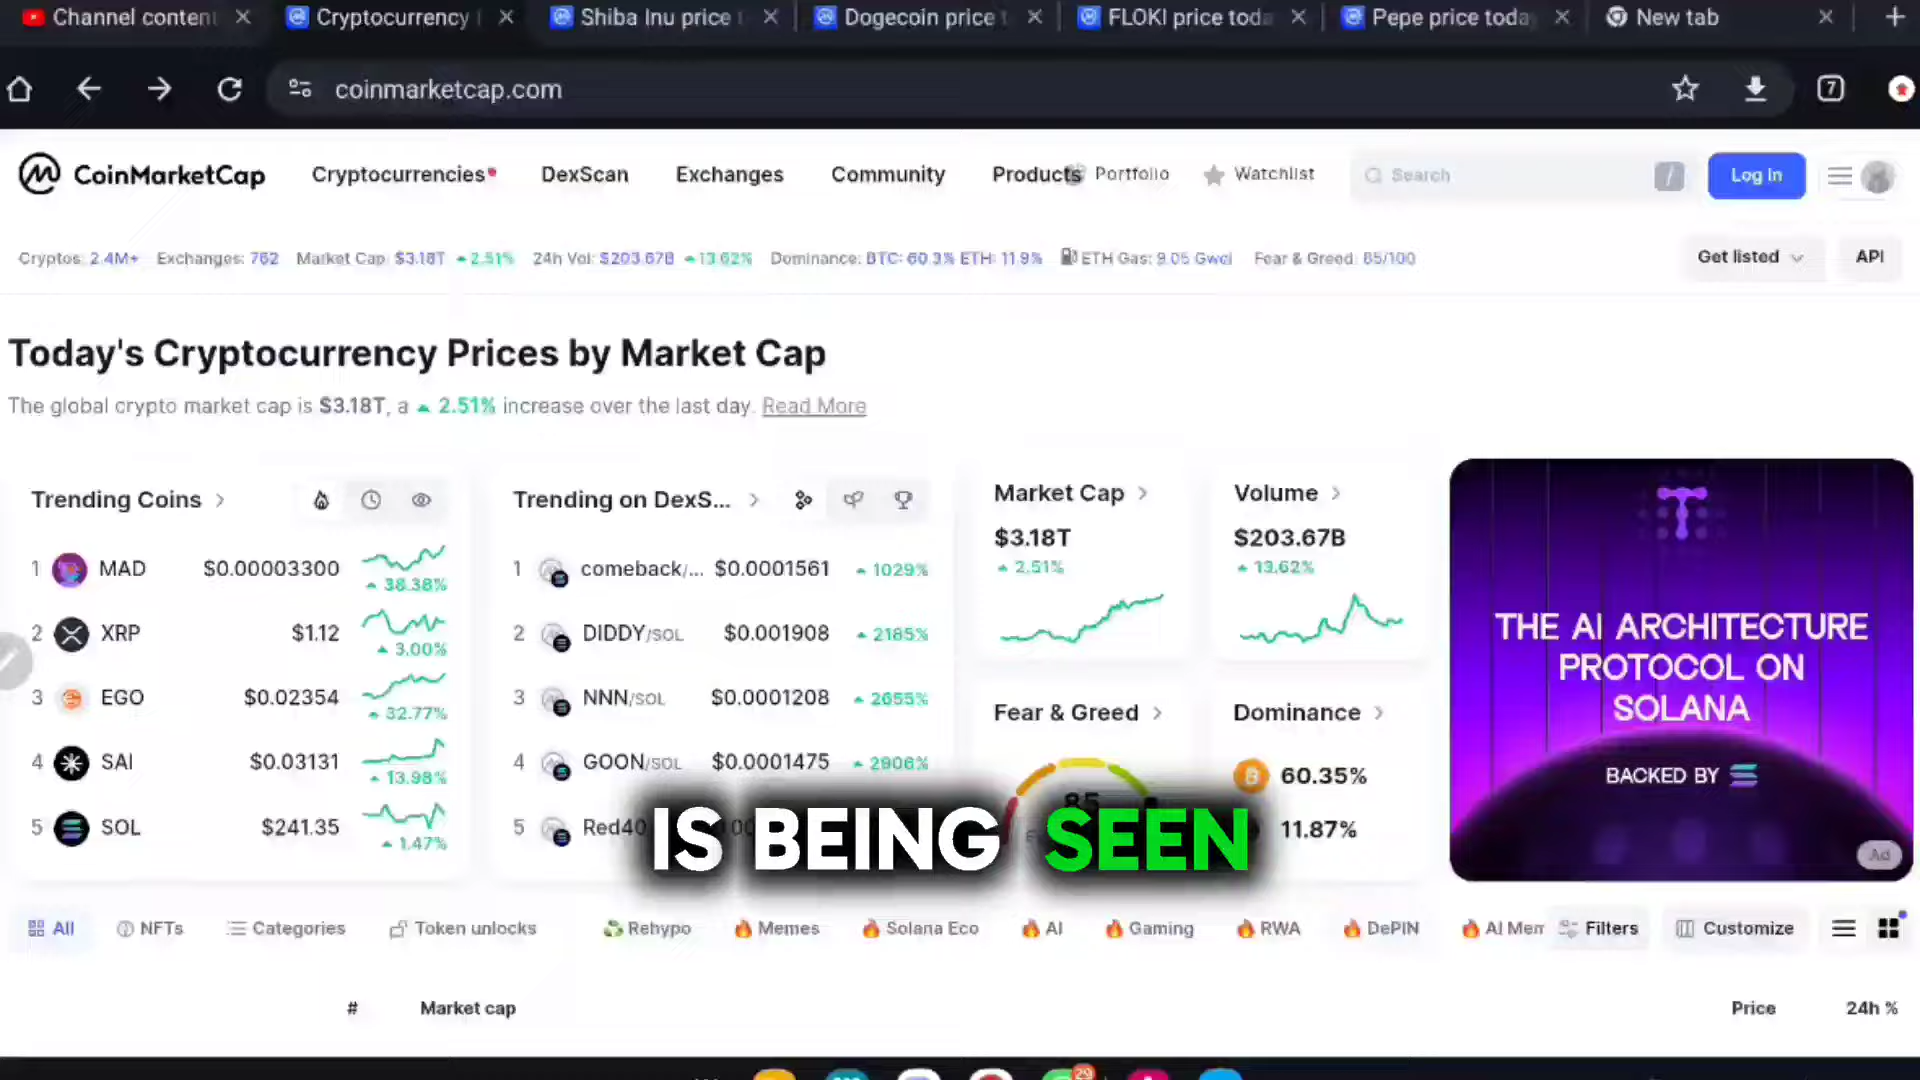 Channel content
Cryptocurrency
Shiba Inu price
Dogecoin price
FLOKI price toda
Pepe price toda
New tab
coinmarketcap.com
7
CoinMarketCap
Cryptocurrencies
DexScan
Exchanges
Community
Products
Portfolio
Watchlist
Search
/
Log In
Cryptos: 2.4M+ Exchanges: 762 Market Cap: $3.18T 2.51% 24h Vol: $203.67B 13.62% Dominance: BTC: 60.3% ETH: 11.9% ETH Gas: 9.05 Gwei Fear & Greed: 85/100
Get listed
API
Today's Cryptocurrency Prices by Market Cap
The global crypto market cap is $3.18T, a 2.51% increase over the last day. Read More
Trending Coins
1 MAD $0.00003300 38.38%
2 XRP $1.12 3.00%
3 EGO $0.02354 32.77%
4 SAI $0.03131 13.98%
5 SOL $241.35 1.47%
Trending on DexS...
1 comeback/... $0.0001561 1029%
2 DIDDY/SOL $0.001908 2185%
3 NNN/SOL $0.0001208 2655%
4 GOON/SOL $0.0001475 2906%
5 Red40
Market Cap
$3.18T
2.51%
Volume
$203.67B
13.62%
Fear & Greed
85
Dominance
60.35%
11.87%
THE AI ARCHITECTURE
PROTOCOL ON
SOLANA
BACKED BY
Ad
IS BEING SEEN
All
NFTs
Categories
Token unlocks
Rehypo
Memes
Solana Eco
AI
Gaming
RWA
DePIN
AI Mem
Filters
Customize
# Market cap Price 24h %
29